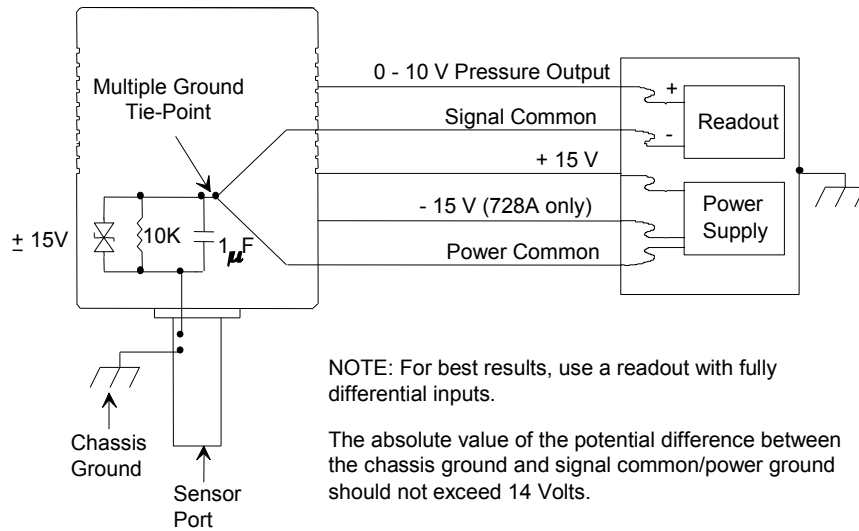 0 - 10 V Pressure Output
Multiple Ground
Tie-Point
Signal Common
+
-
Readout
+ 15 V
- 15 V (728A only)
Power
Supply
Power Common
± 15V
10K
1 µF
NOTE: For best results, use a readout with fully
differential inputs.
The absolute value of the potential difference between
the chassis ground and signal common/power ground
should not exceed 14 Volts.
Chassis
Ground
Sensor
Port